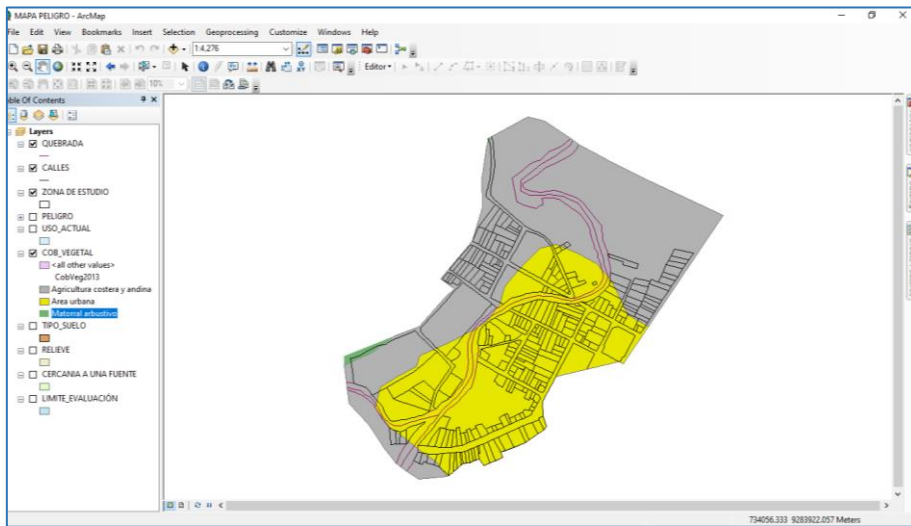 MAPA PELIGRO - ArcMap
File Edit View Bookmarks Insert Selection Geoprocessing Customize Windows Help
1:4,276
Editor
10%
ble Of Contents
Layers
QUEBRADA
CALLES
ZONA DE ESTUDIO
PELIGRO
USO_ACTUAL
COB_VEGETAL
<all other values>
CobVeg2013
Agricultura costera y andina
Area urbana
Matorral arbustivo
TIPO_SUELO
RELIEVE
CERCANIA A UNA FUENTE
LIMITE_EVALUACIÓN
734056.333 9283922.057 Meters